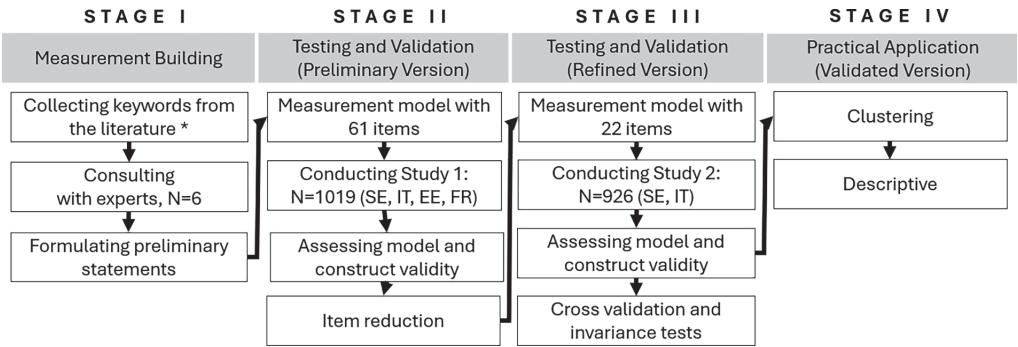 STAGE I
Measurement Building
Collecting keywords from
the literature *
Consulting
with experts, N=6
Formulating preliminary
statements
STAGE II
Testing and Validation
(Preliminary Version)
Measurement model with
61 items
Conducting Study 1:
N=1019 (SE, IT, EE, FR)
Assessing model and
construct validity
Item reduction
STAGE III
Testing and Validation
(Refined Version)
Measurement model with
22 items
Conducting Study 2:
N=926 (SE, IT)
Assessing model and
construct validity
Cross validation and
invariance tests
STAGE IV
Practical Application
(Validated Version)
Clustering
Descriptive